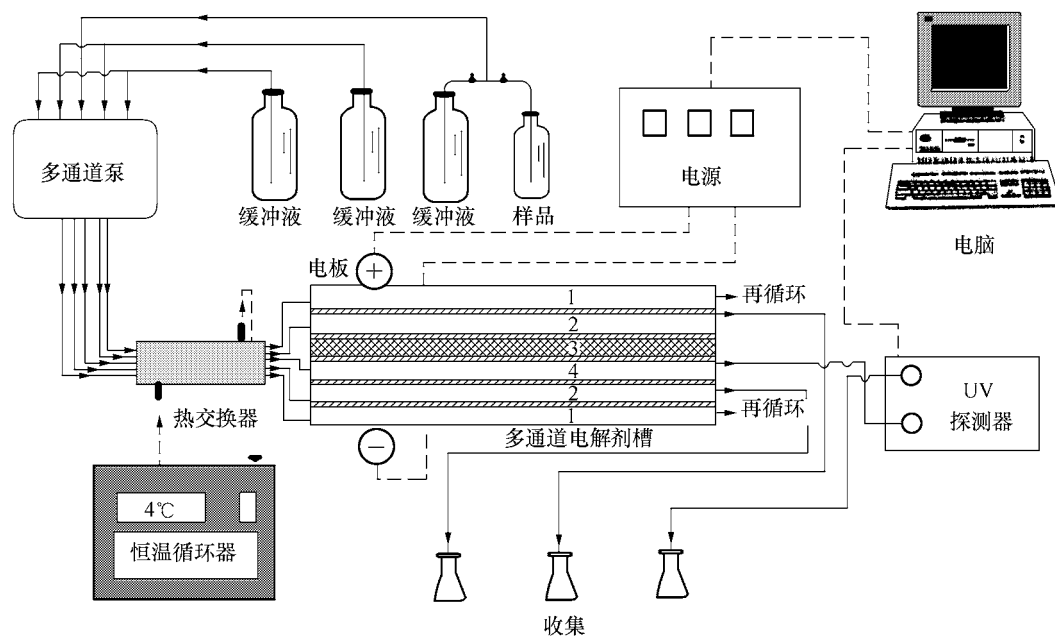 多通道泵
缓冲液
缓冲液
缓冲液
样品
电源
电脑
电板
+
1
再循环
2
3
4
2
1
再循环
−
多通道电解剂槽
热交换器
UV
探测器
4℃
恒温循环器
收集